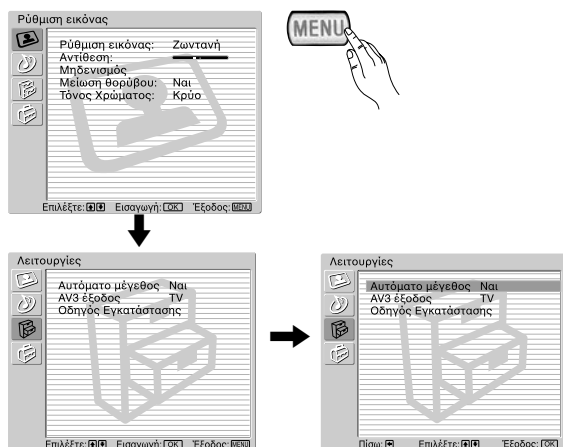 Ρύθμιση εικόνας
MENU
Ρύθμιση εικόνας: Ζωντανή
Αντίθεση:
Μηδενισμός
Μείωση θορύβου: Ναι
Τόνος Χρώματος: Κρύο
Επιλέξτε: Εισαγωγή: OK Έξοδος: MENU
Λειτουργίες
Αυτόματο μέγεθος Ναι
AV3 έξοδος TV
Οδηγός Εγκατάστασης
Επιλέξτε: Εισαγωγή: OK Έξοδος: MENU
Λειτουργίες
Αυτόματο μέγεθος Ναι
AV3 έξοδος TV
Οδηγός Εγκατάστασης
Πίσω: Επιλέξτε: Έξοδος: OK